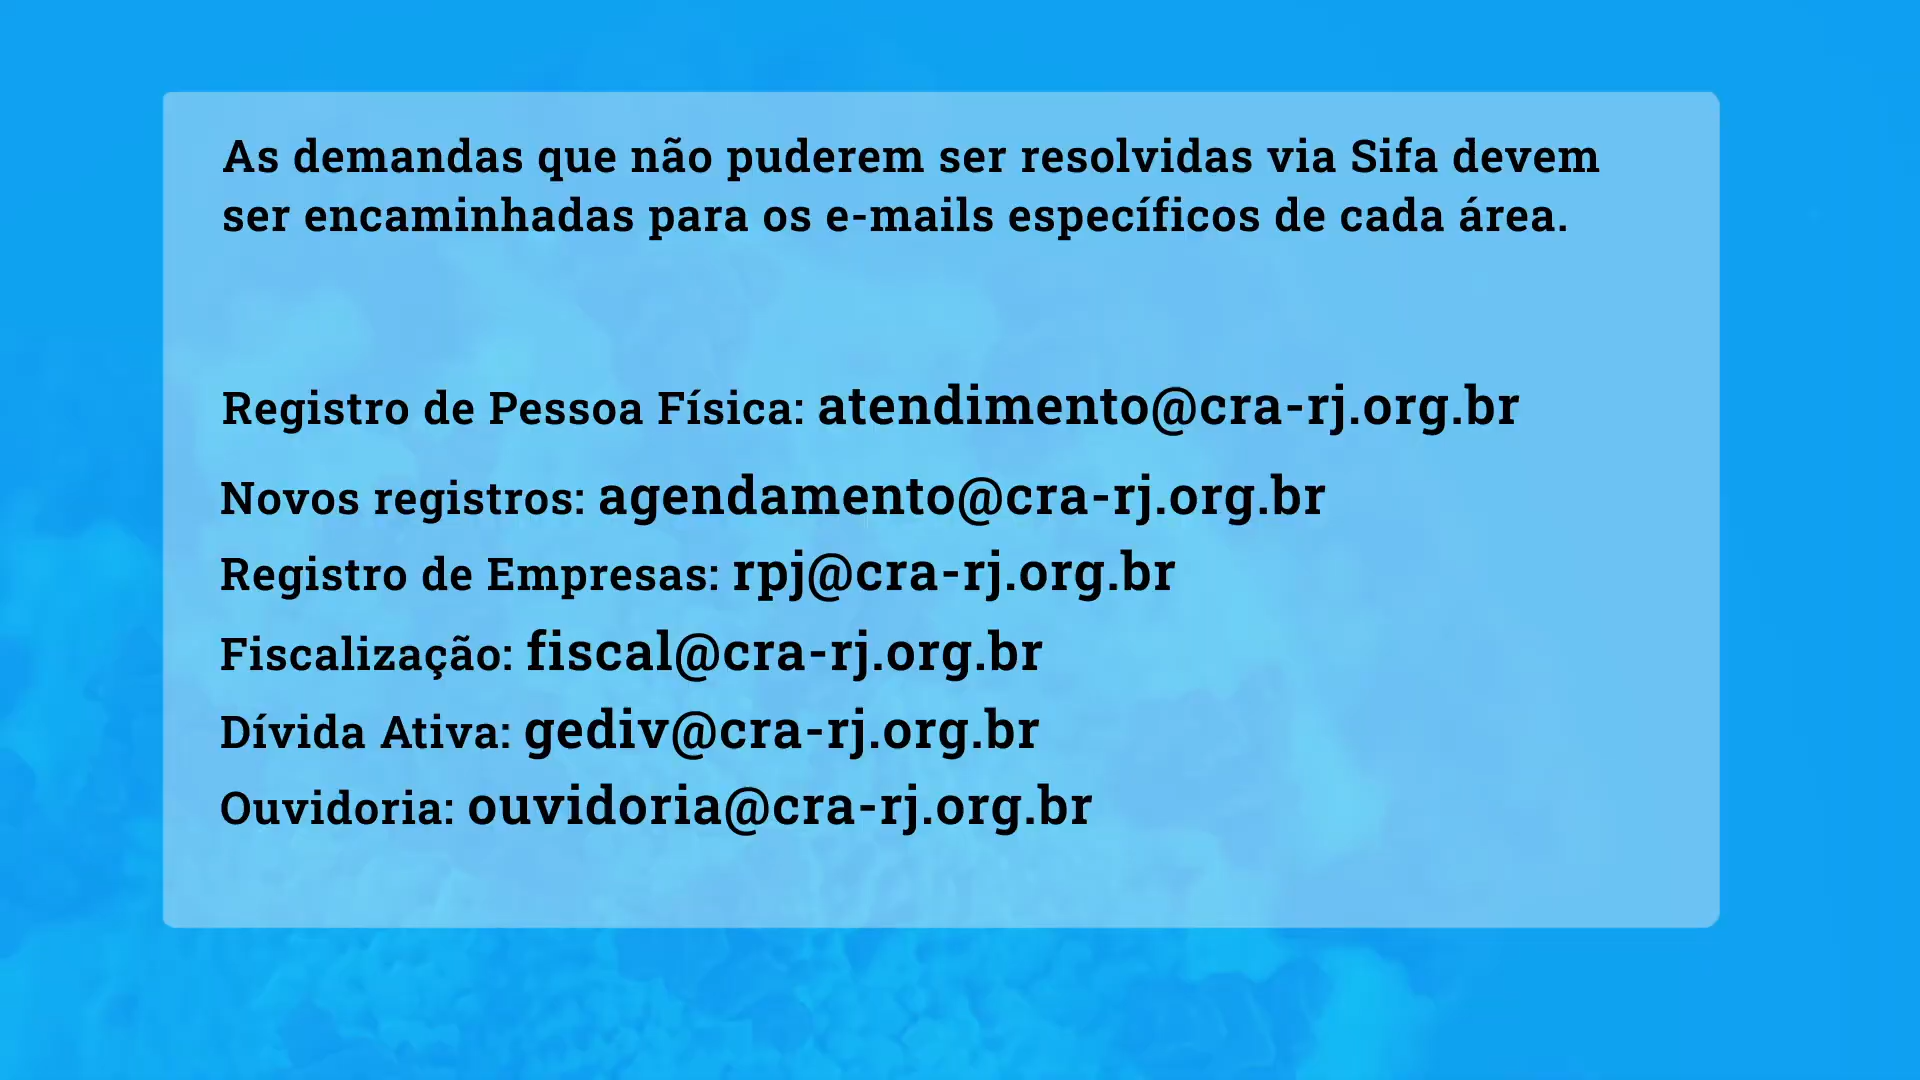 As demandas que não puderem ser resolvidas via Sifa devem
ser encaminhadas para os e-mails específicos de cada área.
Registro de Pessoa Física: atendimento@cra-rj.org.br
Novos registros: agendamento@cra-rj.org.br
Registro de Empresas: rpj@cra-rj.org.br
Fiscalização: fiscal@cra-rj.org.br
Dívida Ativa: gediv@cra-rj.org.br
Ouvidoria: ouvidoria@cra-rj.org.br